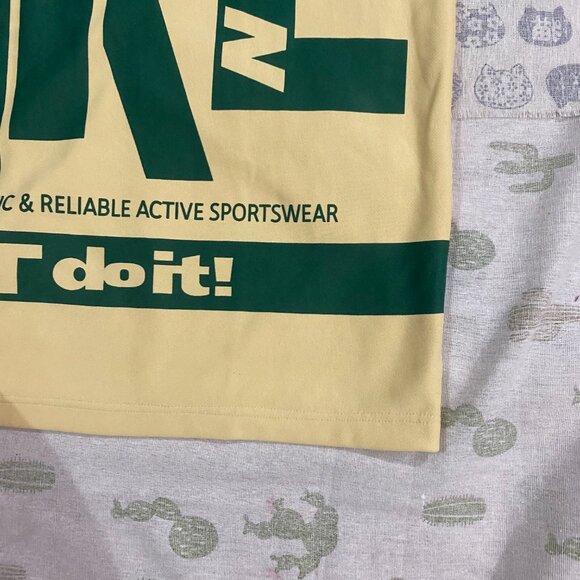 N
& RELIABLE ACTIVE SPORTSWEAR
T do it!